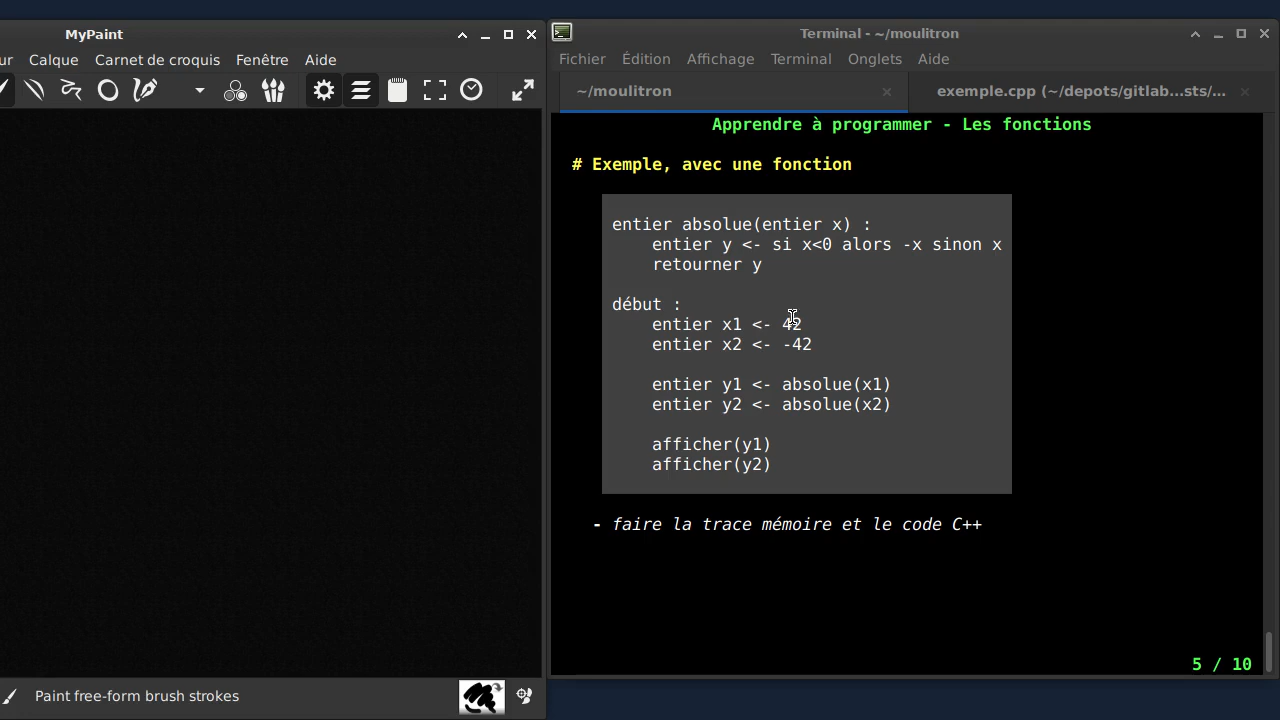 MyPaint
ur Calque Carnet de croquis Fenêtre Aide
Paint free-form brush strokes
Terminal - ~/moulitron
Fichier Édition Affichage Terminal Onglets Aide
~/moulitron
exemple.cpp (~/depots/gitlab...sts/...
Apprendre à programmer - Les fonctions
# Exemple, avec une fonction
entier absolue(entier x) :
    entier y <- si x<0 alors -x sinon x
    retourner y
début :
    entier x1 <- 42
    entier x2 <- -42
    entier y1 <- absolue(x1)
    entier y2 <- absolue(x2)
    afficher(y1)
    afficher(y2)
- faire la trace mémoire et le code C++
5 / 10